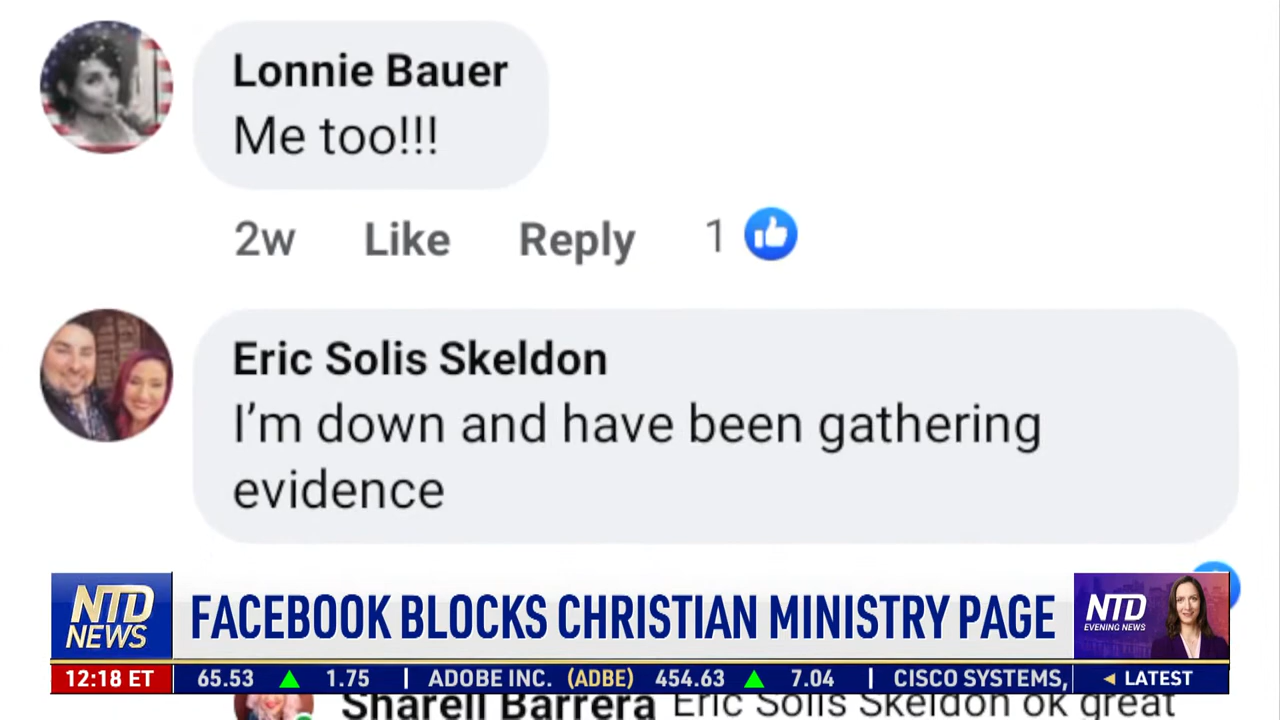 Lonnie Bauer
Me too!!!
2w Like Reply 1
Eric Solis Skeldon
I'm down and have been gathering
evidence
NTD
NEWS
FACEBOOK BLOCKS CHRISTIAN MINISTRY PAGE
NTD
EVENING NEWS
12:18 ET 65.53 ▲ 1.75 | ADOBE INC. (ADBE) 454.63 ▲ 7.04 | CISCO SYSTEMS, ◄ LATEST
Sharell Barrera Eric Solis Skeldon ok great